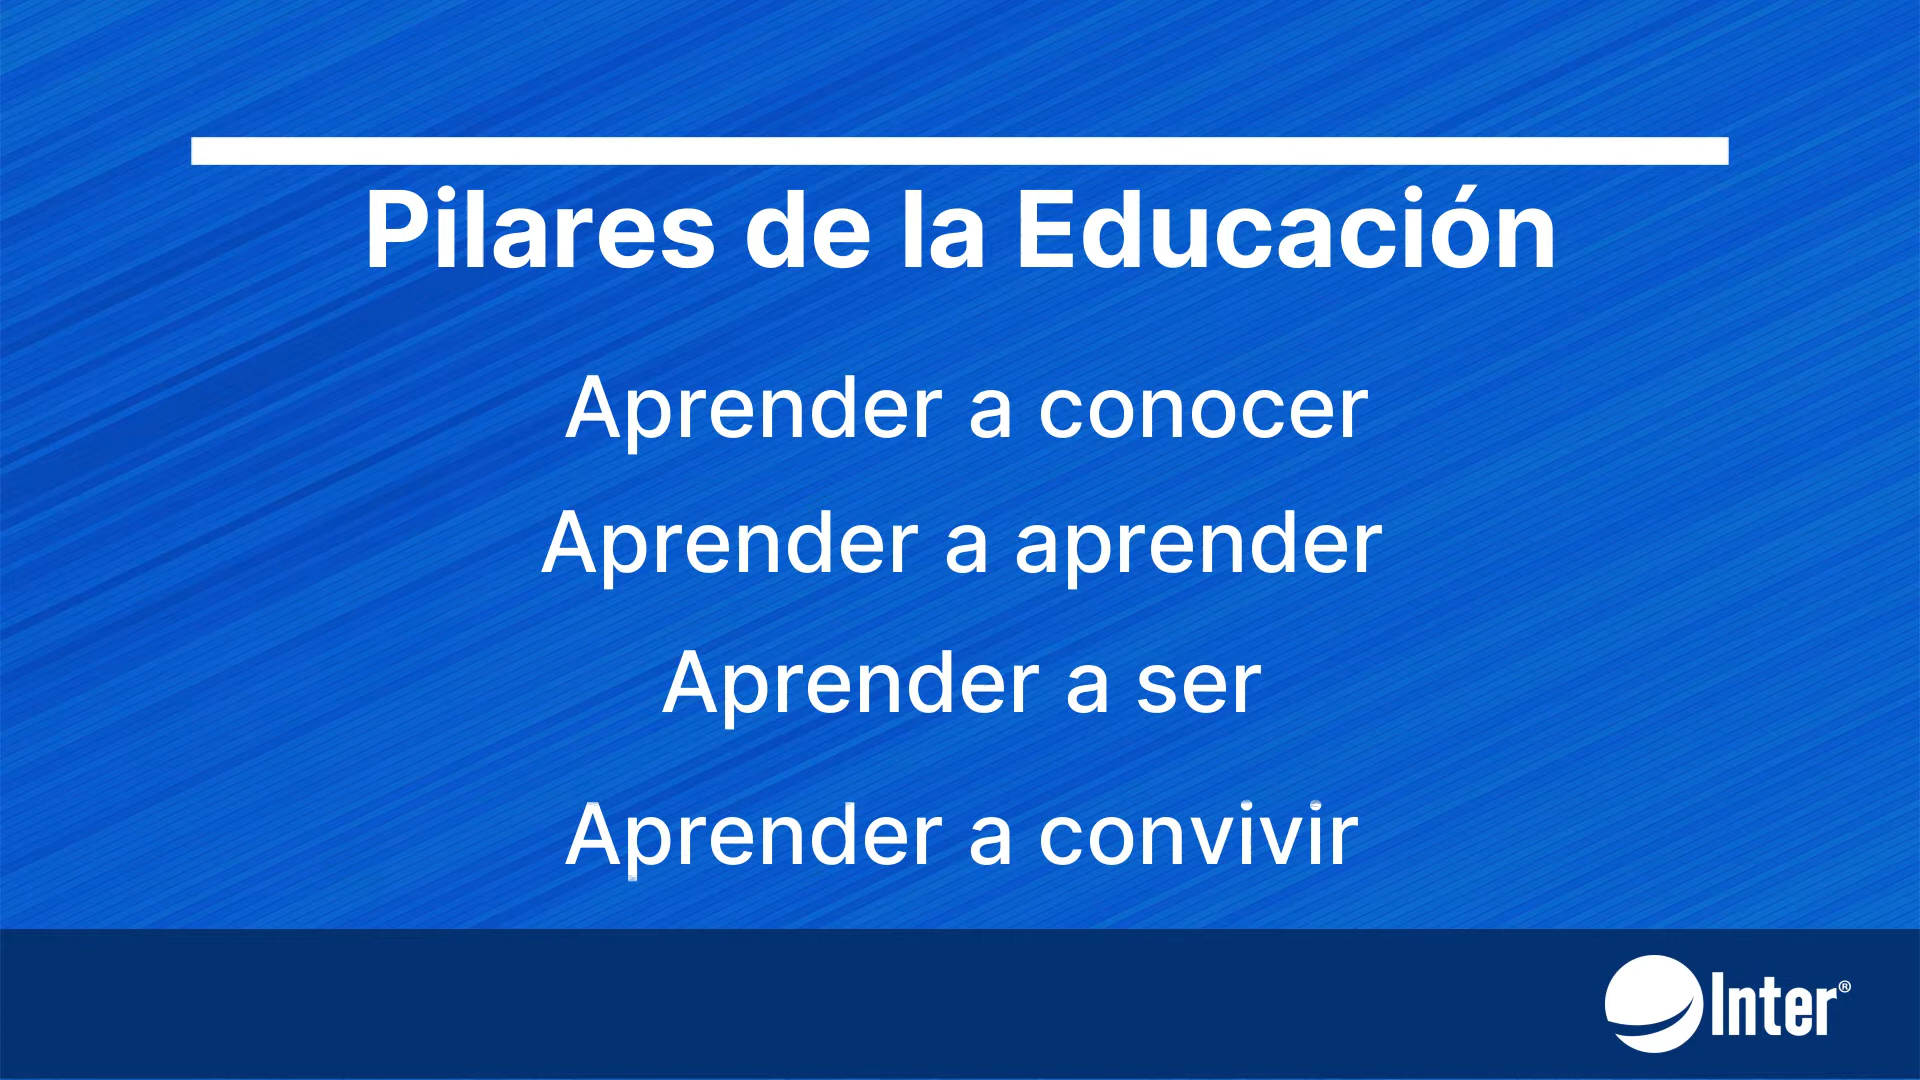 Pilares de la Educación
Aprender a conocer
Aprender a aprender
Aprender a ser
Aprender a convivir
Inter®